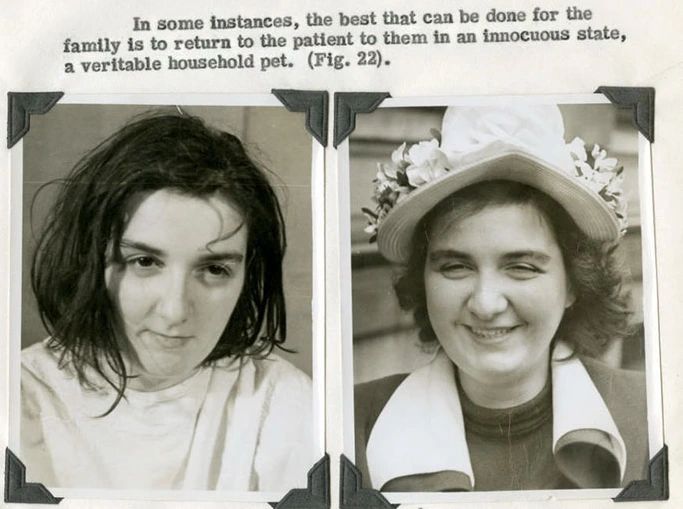 In some instances, the best that can be done for the
family is to return to the patient to them in an innocuous state,
a veritable household pet. (Fig. 22).